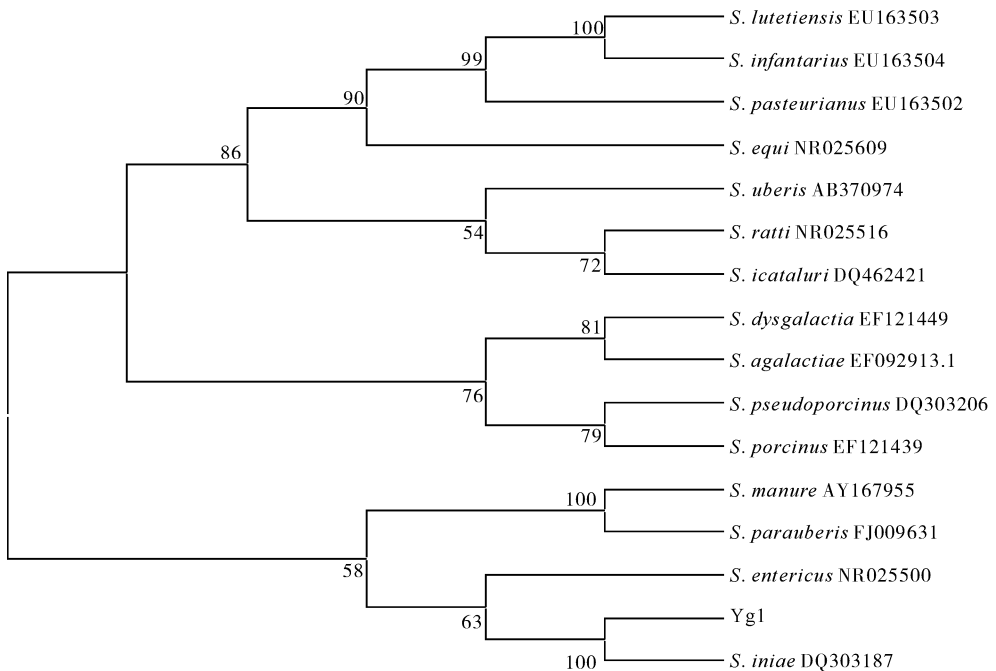 S. lutetiensis EU163503
100
S. infantarius EU163504
99
S. pasteurianus EU163502
90
S. equi NR025609
86
S. uberis AB370974
54
S. ratti NR025516
72
S. icataluri DQ462421
S. dysgalactia EF121449
81
S. agalactiae EF092913.1
76
S. pseudoporcinus DQ303206
79
S. porcinus EF121439
S. manure AY167955
100
S. parauberis FJ009631
58
S. entericus NR025500
63
Yg1
100
S. iniae DQ303187